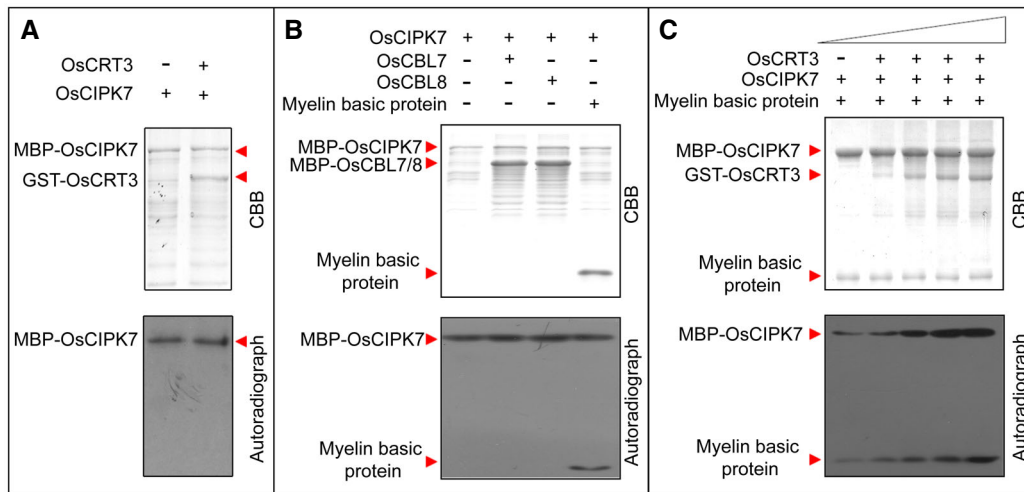 A
OsCRT3 - +
OsCIPK7 + +
MBP-OsCIPK7
GST-OsCRT3
CBB
MBP-OsCIPK7
Autoradiograph
B
OsCIPK7 + + + +
OsCBL7 - + - -
OsCBL8 - - + -
Myelin basic protein - - - +
MBP-OsCIPK7
MBP-OsCBL7/8
Myelin basic
protein
CBB
MBP-OsCIPK7
Myelin basic
protein
Autoradiograph
C
OsCRT3 - + + + +
OsCIPK7 + + + + +
Myelin basic protein + + + + +
MBP-OsCIPK7
GST-OsCRT3
Myelin basic
protein
CBB
MBP-OsCIPK7
Myelin basic
protein
Autoradiograph